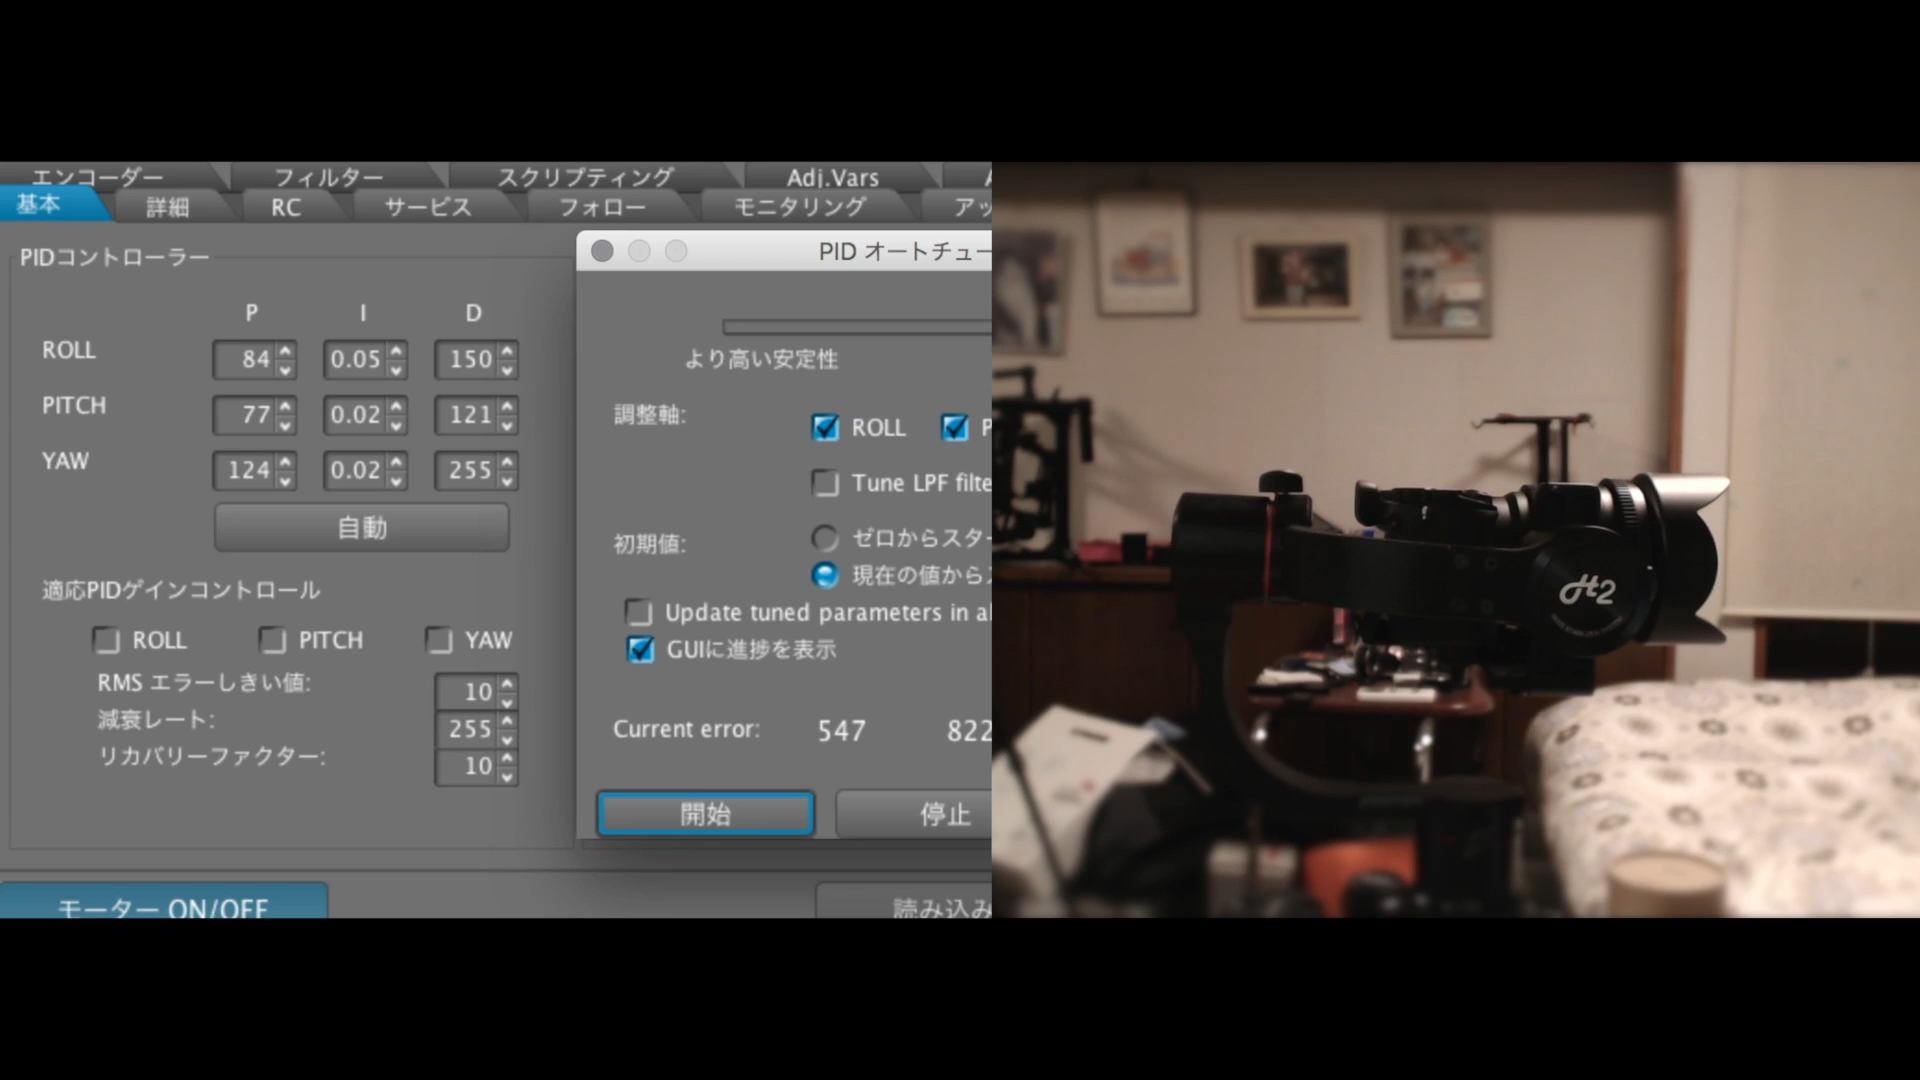 エンコーダー フィルター スクリプティング Adj.Vars
基本 詳細 RC サービス フォロー モニタリング アッ
PIDコントローラー
P I D
ROLL 84 0.05 150
PITCH 77 0.02 121
YAW 124 0.02 255
自動
適応PIDゲインコントロール
ROLL PITCH YAW
RMS エラーしきい値: 10
減衰レート: 255
リカバリーファクター: 10
モーター ON/OFF
PID オートチュー
より高い安定性
調整軸: ROLL P
Tune LPF filte
初期値: ゼロからスター
現在の値から
Update tuned parameters in al
GUIに進捗を表示
Current error: 547 822
開始 停止
読み込み
H2